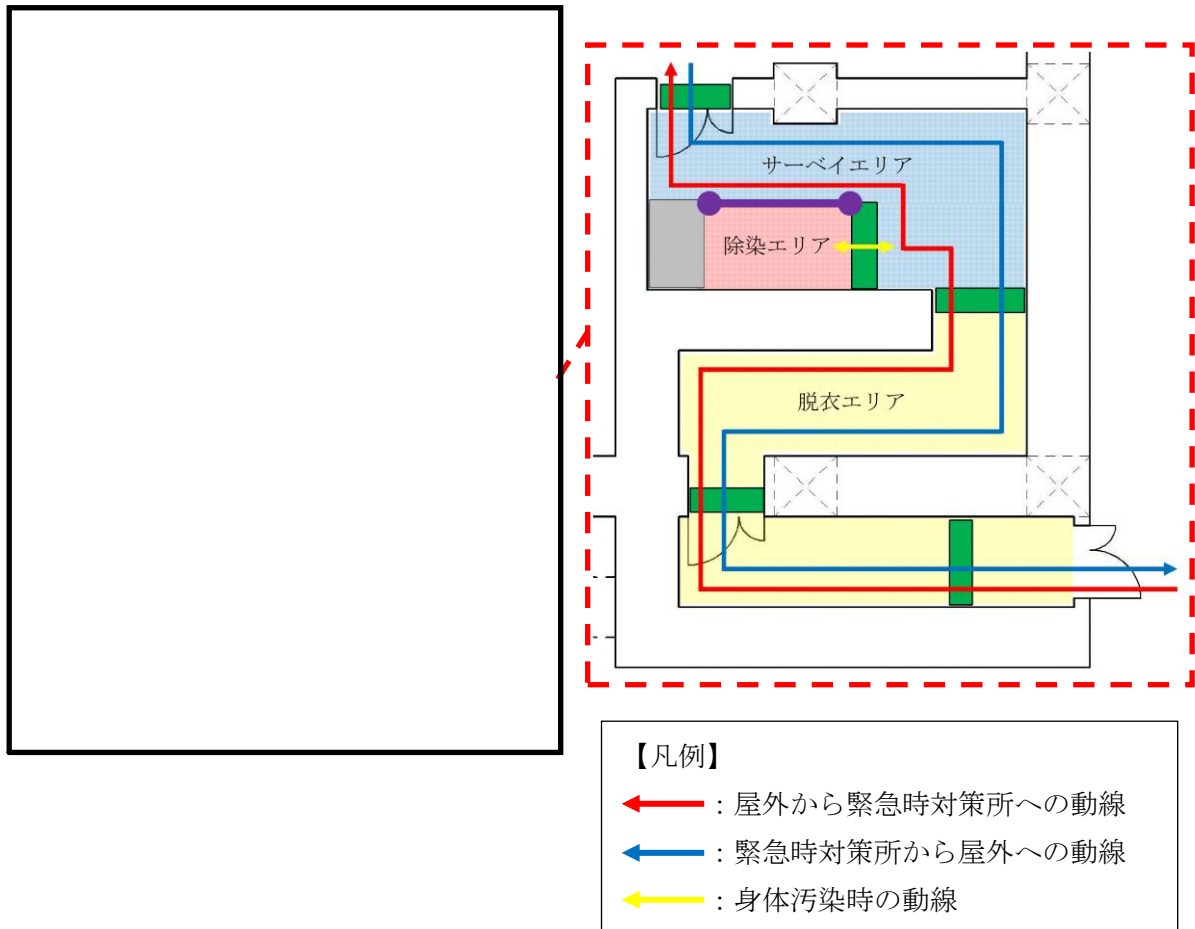 サーベイエリア
除染エリア
脱衣エリア
【凡例】
：屋外から緊急時対策所への動線
：緊急時対策所から屋外への動線
：身体汚染時の動線